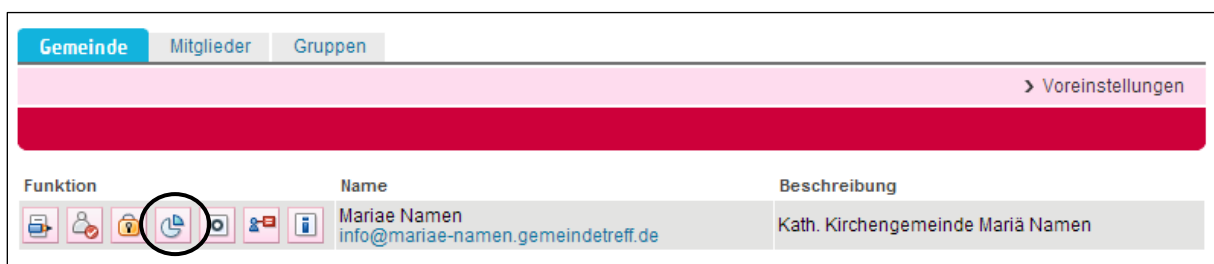 Gemeinde Mitglieder Gruppen
› Voreinstellungen
Funktion Name Beschreibung
Mariae Namen
info@mariae-namen.gemeindetreff.de
Kath. Kirchengemeinde Mariä Namen